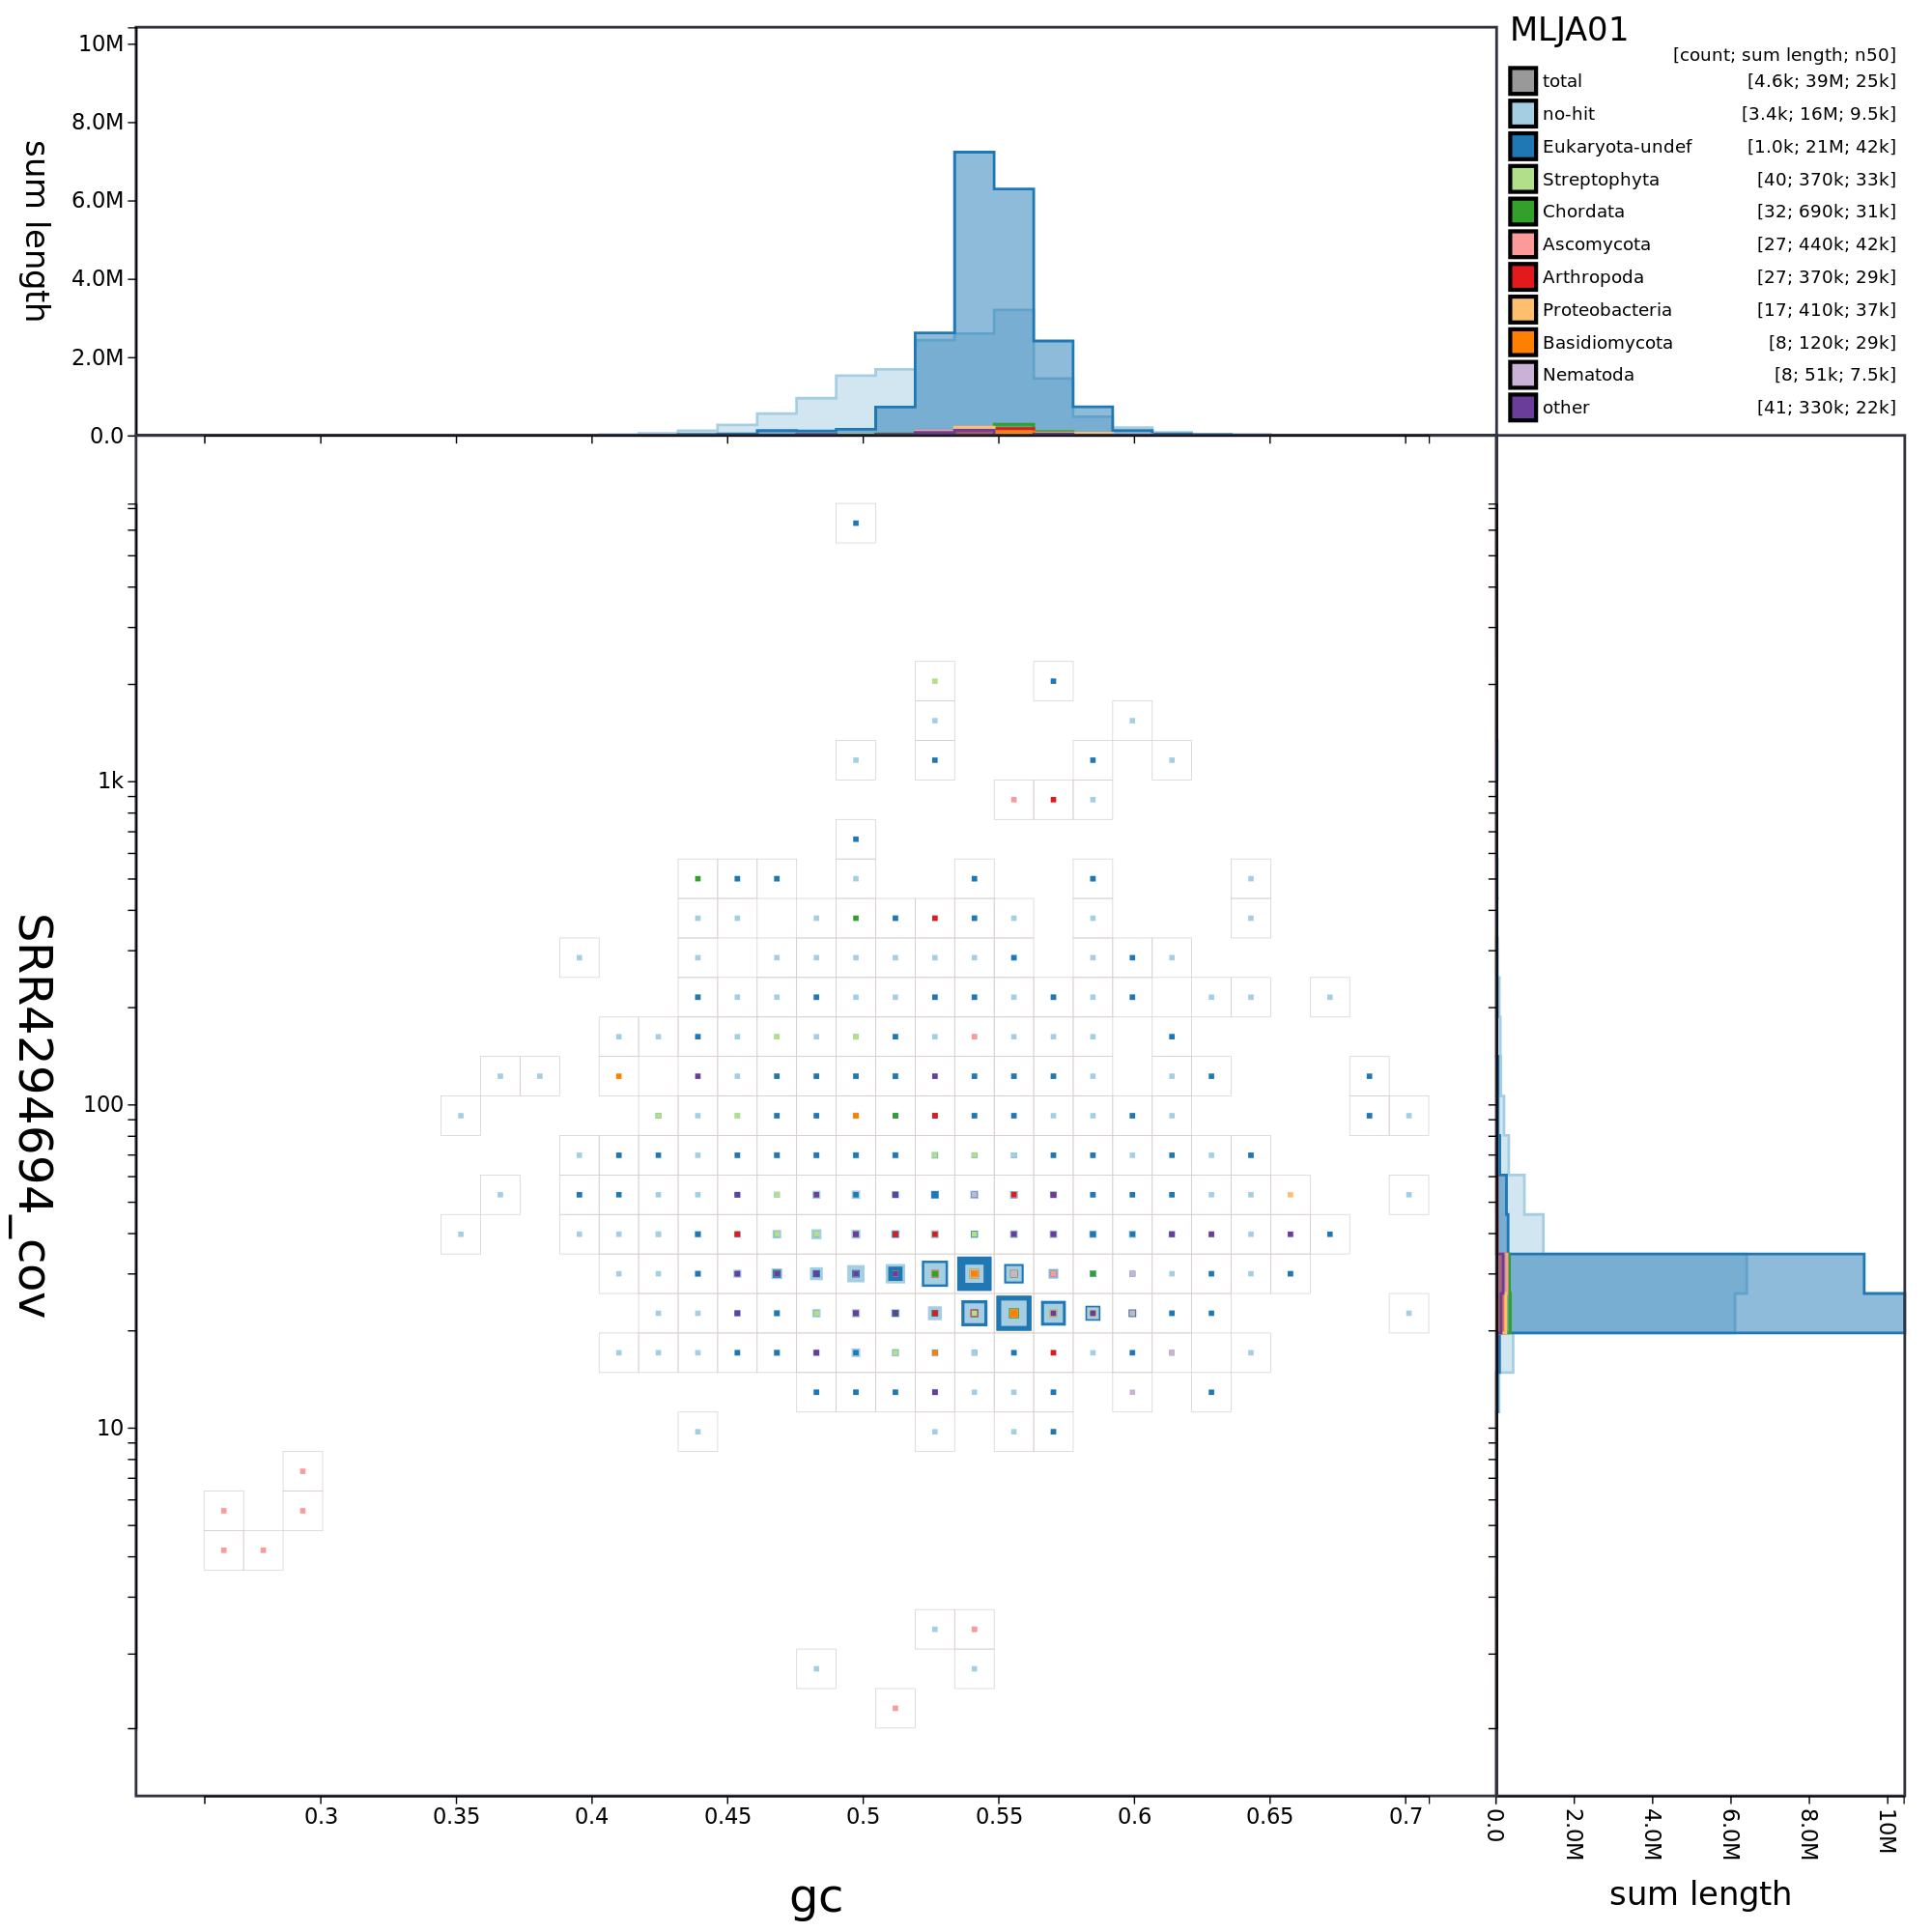 10M
8.0M
6.0M
4.0M
2.0M
0.0
sum length
MLJA01
[count; sum length; n50]
total [4.6k; 39M; 25k]
no-hit [3.4k; 16M; 9.5k]
Eukaryota-undef [1.0k; 21M; 42k]
Streptophyta [40; 370k; 33k]
Chordata [32; 690k; 31k]
Ascomycota [27; 440k; 42k]
Arthropoda [27; 370k; 29k]
Proteobacteria [17; 410k; 37k]
Basidiomycota [8; 120k; 29k]
Nematoda [8; 51k; 7.5k]
other [41; 330k; 22k]
1k
100
10
SRR4294694_cov
0.3 0.35 0.4 0.45 0.5 0.55 0.6 0.65 0.7
gc
0.0 2.0M 4.0M 6.0M 8.0M 10M
sum length